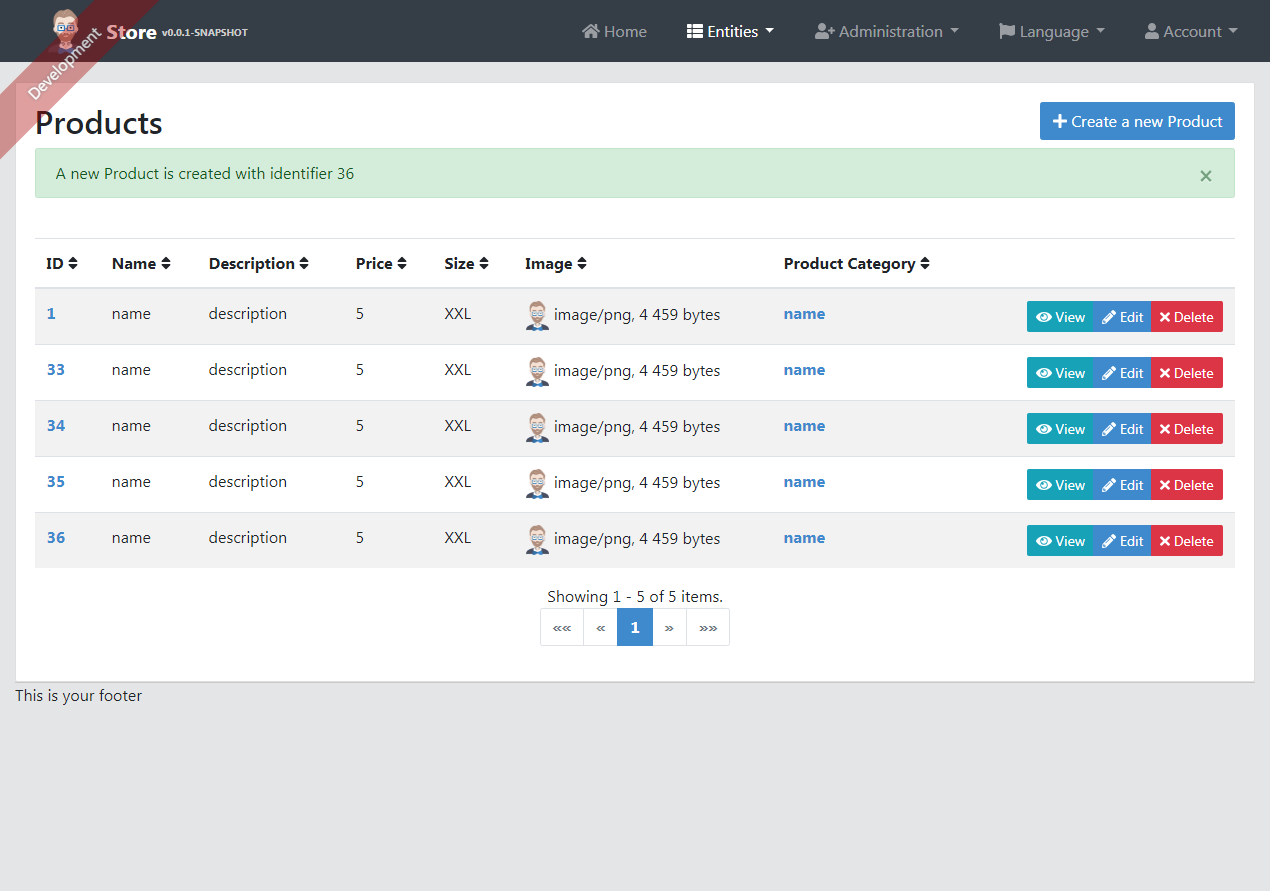 Store v0.0.1-SNAPSHOT Home Entities Administration Language Account
Development
Products + Create a new Product
A new Product is created with identifier 36 ×
ID Name Description Price Size Image Product Category
1 name description 5 XXL image/png, 4 459 bytes name View Edit Delete
33 name description 5 XXL image/png, 4 459 bytes name View Edit Delete
34 name description 5 XXL image/png, 4 459 bytes name View Edit Delete
35 name description 5 XXL image/png, 4 459 bytes name View Edit Delete
36 name description 5 XXL image/png, 4 459 bytes name View Edit Delete
Showing 1 - 5 of 5 items.
«« « 1 » »»
This is your footer